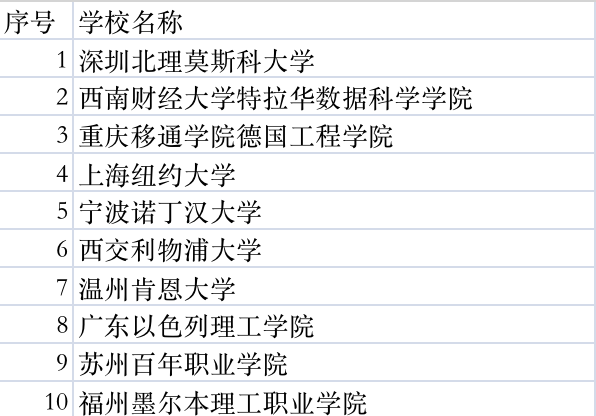 序号 学校名称
1 深圳北理莫斯科大学
2 西南财经大学特拉华数据科学学院
3 重庆移通学院德国工程学院
4 上海纽约大学
5 宁波诺丁汉大学
6 西交利物浦大学
7 温州肯恩大学
8 广东以色列理工学院
9 苏州百年职业学院
10 福州墨尔本理工职业学院